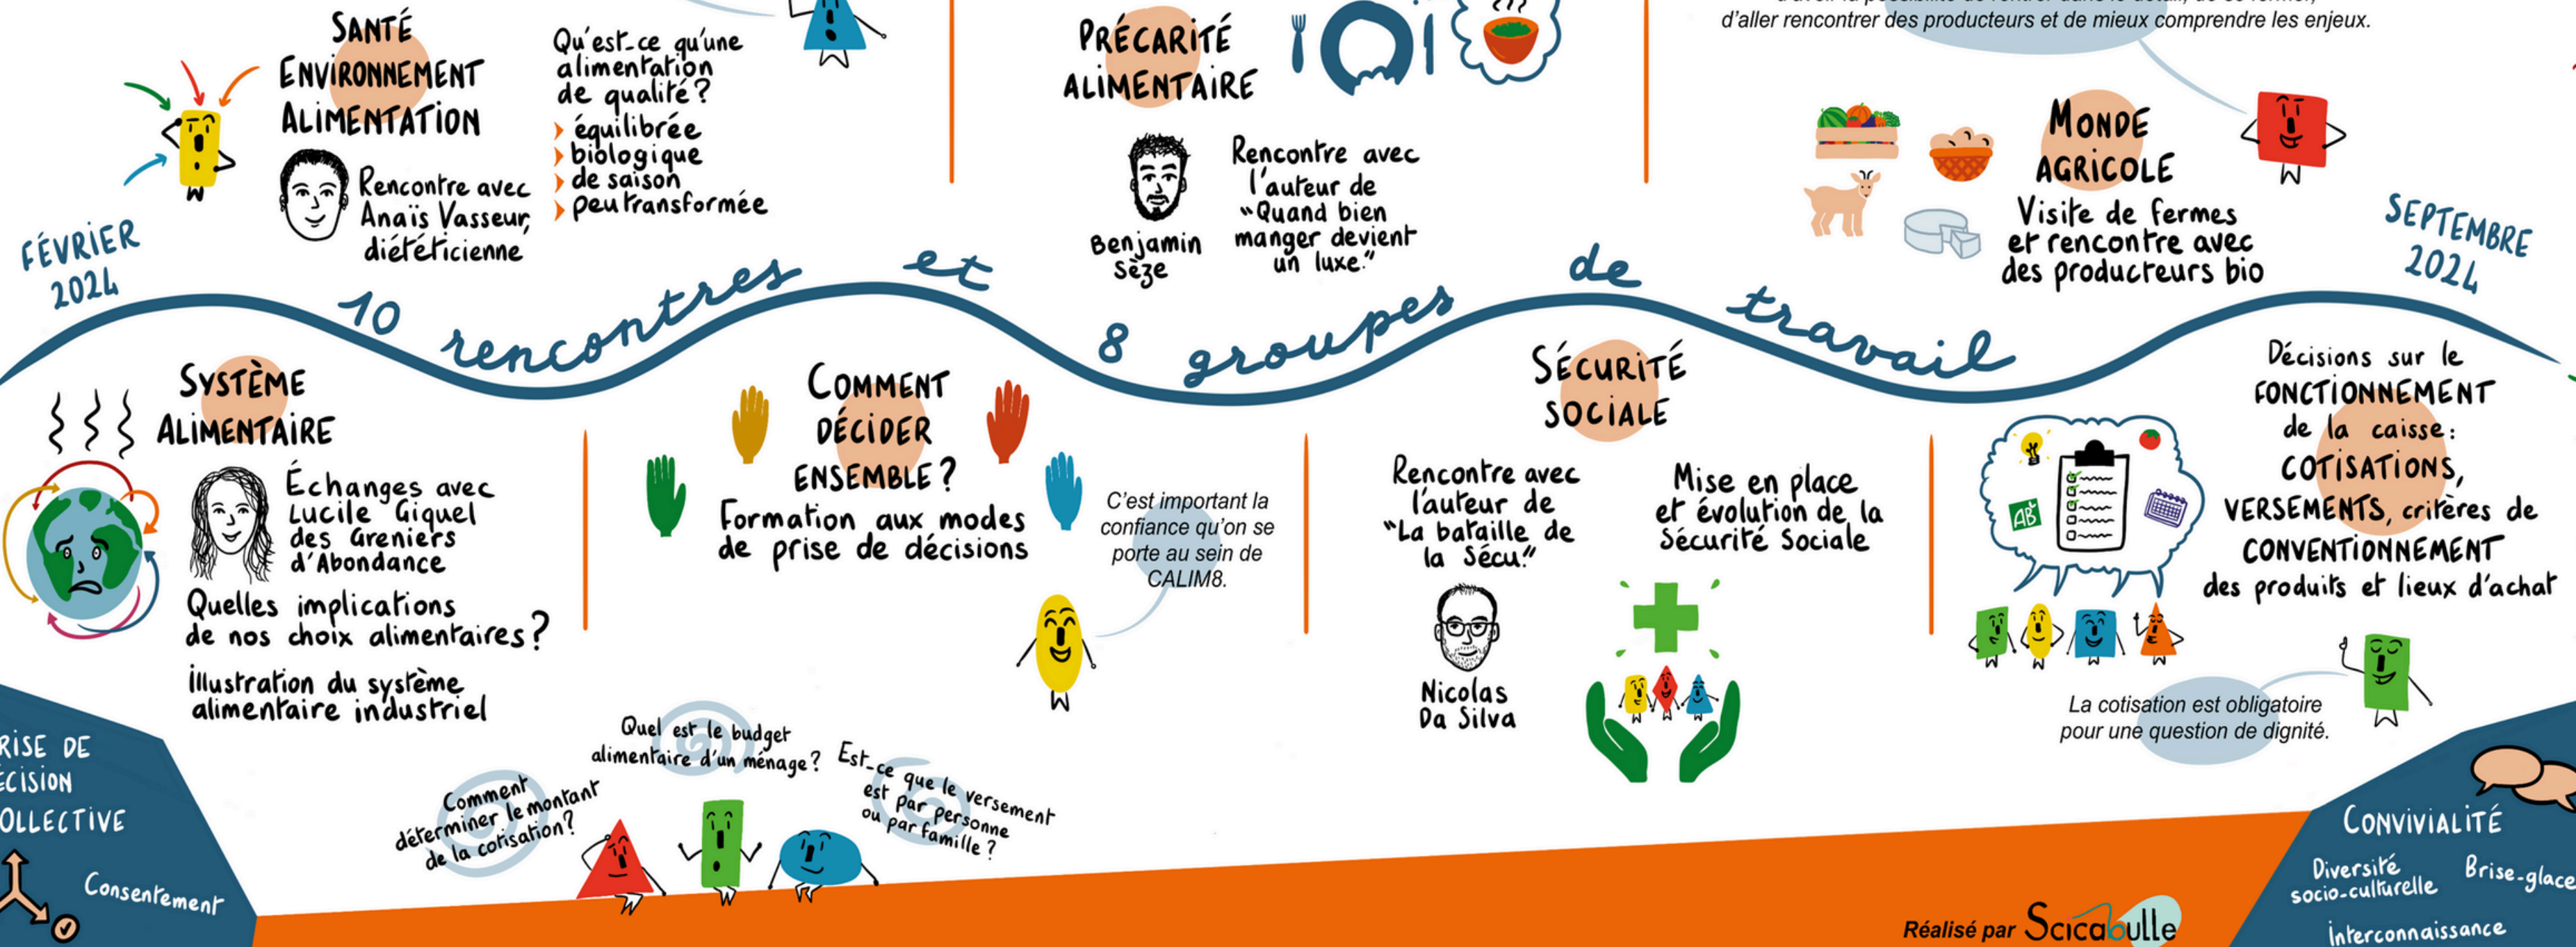 SANTÉ
ENVIRONNEMENT
ALIMENTATION
Rencontre avec
Anaïs Vasseur,
diététicienne
Qu'est-ce qu'une
alimentation
de qualité?
équilibrée
biologique
de saison
peu transformée
PRÉCARITÉ
ALIMENTAIRE
Benjamin
Sèze
Rencontre avec
l'auteur de
"Quand bien
manger devient
un luxe."
d'aller rencontrer des producteurs et de mieux comprendre les enjeux.
MONDE
AGRICOLE
Visite de fermes
et rencontre avec
des producteurs bio
FÉVRIER
2024
10 rencontres et 8 groupes de travail
SEPTEMBRE
2024
SYSTÈME
ALIMENTAIRE
Échanges avec
Lucile Giquel
des Greniers
d'Abondance
Quelles implications
de nos choix alimentaires?
illustration du système
alimentaire industriel
COMMENT
DÉCIDER
ENSEMBLE?
Formation aux modes
de prise de décisions
C'est important la
confiance qu'on se
porte au sein de
CALIM8.
SÉCURITÉ
SOCIALE
Rencontre avec
l'auteur de
"La bataille de
la Sécu."
Nicolas
Da Silva
Mise en place
et évolution de la
Sécurité Sociale
AB
Décisions sur le
FONCTIONNEMENT
de la caisse:
COTISATIONS,
VERSEMENTS, critères de
CONVENTIONNEMENT
des produits et lieux d'achat
La cotisation est obligatoire
pour une question de dignité.
Comment
déterminer le montant
de la cotisation?
Quel est le budget
alimentaire d'un ménage?
Est-ce que le versement
est par personne
ou par famille?
RISE DE
ÉCISION
OLLECTIVE
Consentement
CONVIVIALITÉ
Diversité
socio-culturelle
Brise-glace
interconnaissance
Réalisé par Scicabulle